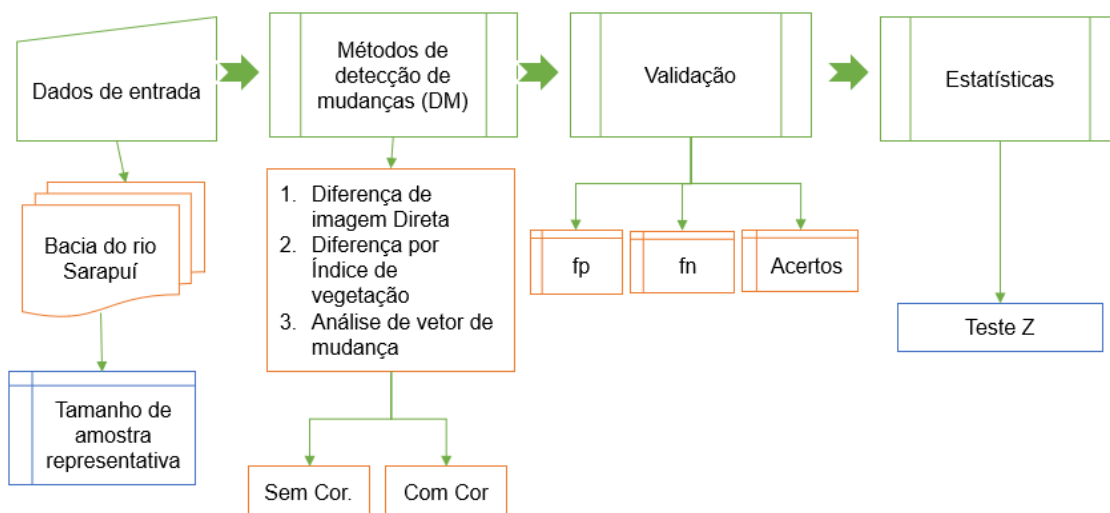 Dados de entrada
Métodos de
detecção de
mudanças (DM)
Validação
Estatísticas
Bacia do rio
Sarapuí
1. Diferença de
imagem Direta
2. Diferença por
Índice de
vegetação
3. Análise de vetor de
mudança
fp
fn
Acertos
Teste Z
Tamanho de
amostra
representativa
Sem Cor.
Com Cor